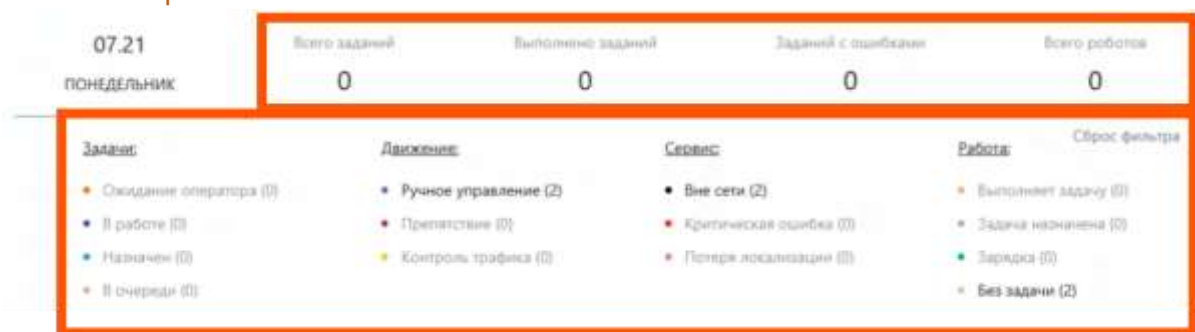 07.21
ПОНЕДЕЛЬНИК
Всего заданий
0
Выполнено заданий
0
Заданий с ошибками
0
Всего роботов
0
Сброс фильтра
Задачи:
Ожидание оператора (0)
В работе (0)
Назначен (0)
В очереди (0)
Движение:
Ручное управление (2)
Препятствие (0)
Контроль трафика (0)
Сервис:
Вне сети (2)
Критическая ошибка (0)
Потеря локализации (0)
Работа:
Выполняет задачу (0)
Задача назначена (0)
Зарядка (0)
Без задачи (2)